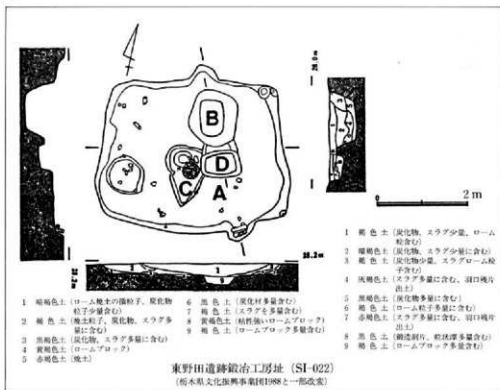 26.0m
B
D
C
A
2m
26.2m
1 暗褐色土 (ローム焼土の微粒子、炭化物
粒子少量含む)
2 褐色土 (焼土粒子、炭化物、スラグ多
量に含む)
3 黒褐色土 (炭化物、スラグ多量に含む)
4 黄褐色土 (ロームブロック)
5 赤褐色土 (焼土)
6 黒色土 (炭化材多量含む)
7 褐色土 (スラグを多量含む)
8 黄褐色土 (粘性強いロームブロック)
9 褐色土 (ロームブロック多量含む)
1 褐色土 (炭化物、スラグ少量、ローム
粒含む)
2 暗褐色土 (炭化物、スラグ少量に含む)
3 褐色土 (炭化物少量、スラグローム粒
子含む)
4 灰褐色土 (スラグ多量に含む、羽口残片
出土)
5 黒褐色土 (炭化物多量に含む)
6 褐色土 (ローム粒子多量に含む)
7 赤褐色土 (スラグ多量に含む、羽口残片
出土)
8 黒色土 (鍛造剥片、粒状滓多量含む)
9 褐色土 (ロームブロック多量含む)
東野田遺跡鍛冶工房址 (SI-022)
(栃木県文化振興事業団1988と一部改変)